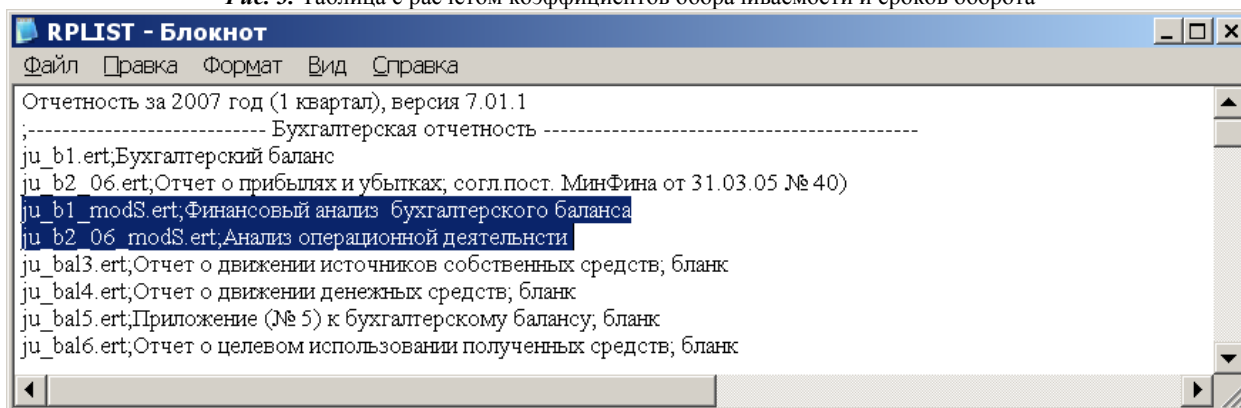 Рис. 5. Таблица с расчетом коэффициентов оборачиваемости и сроков оборота
RPLIST - Блокнот
Файл Правка Формат Вид Справка
Отчетность за 2007 год (1 квартал), версия 7.01.1
;---------------------------- Бухгалтерская отчетность --------------------------------------------
ju_b1.ert;Бухгалтерский баланс
ju_b2_06.ert;Отчет о прибылях и убытках; согл.пост. МинФина от 31.03.05 № 40)
ju_b1_modS.ert;Финансовый анализ  бухгалтерского баланса
ju_b2_06_modS.ert;Анализ операционной деятельнсти
ju_bal3.ert;Отчет о движении источников собственных средств; бланк
ju_bal4.ert;Отчет о движении денежных средств; бланк
ju_bal5.ert;Приложение (№ 5) к бухгалтерскому балансу; бланк
ju_bal6.ert;Отчет о целевом использовании полученных средств; бланк